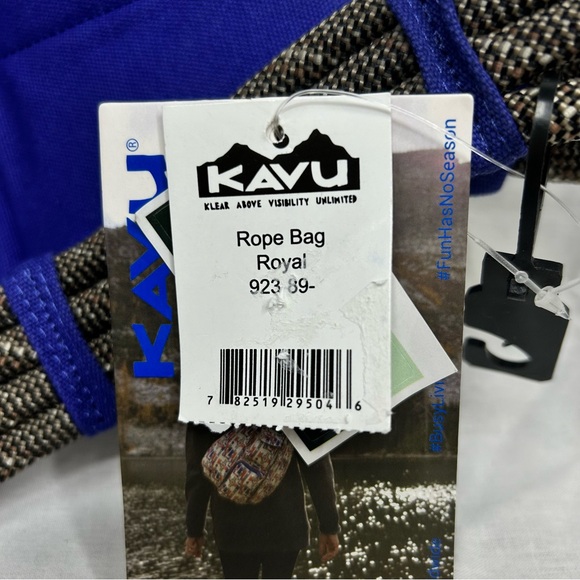 KAVU
KLEAR ABOVE VISIBILITY UNLIMITED
Rope Bag
Royal
923 89-
7 82519 29504 6
KAVU®
#FunHasNoSeason